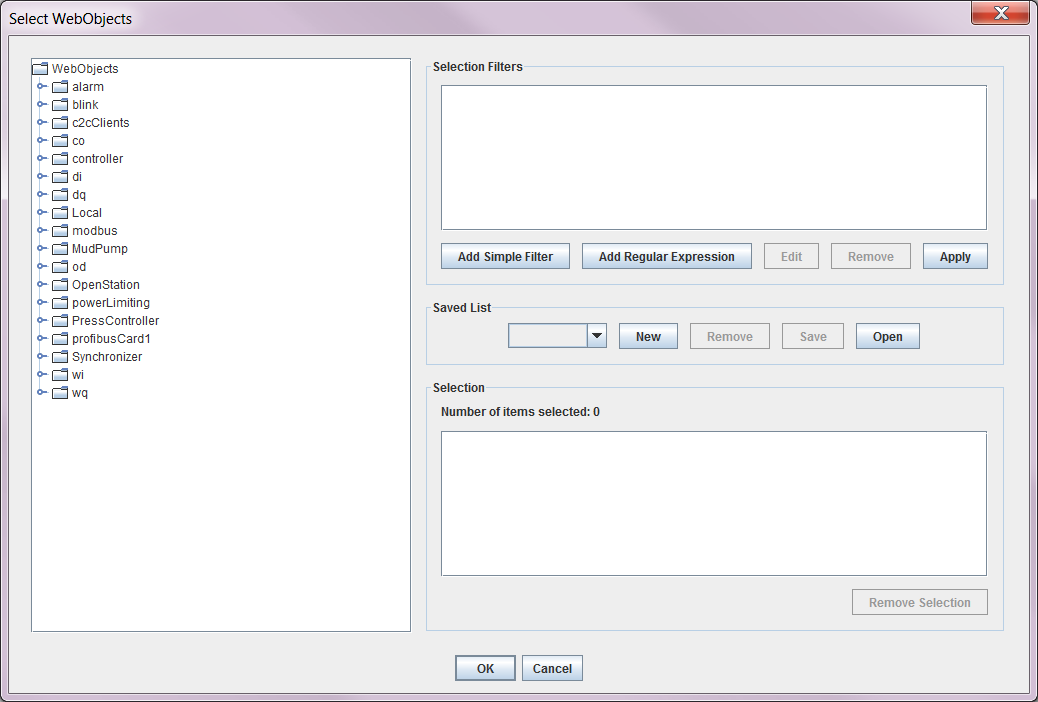 Select WebObjects
WebObjects
alarm
blink
c2cClients
co
controller
di
dq
Local
modbus
MudPump
od
OpenStation
powerLimiting
PressController
profibusCard1
Synchronizer
wi
wq
Selection Filters
Add Simple Filter Add Regular Expression Edit Remove Apply
Saved List
New Remove Save Open
Selection
Number of items selected: 0
Remove Selection
OK Cancel